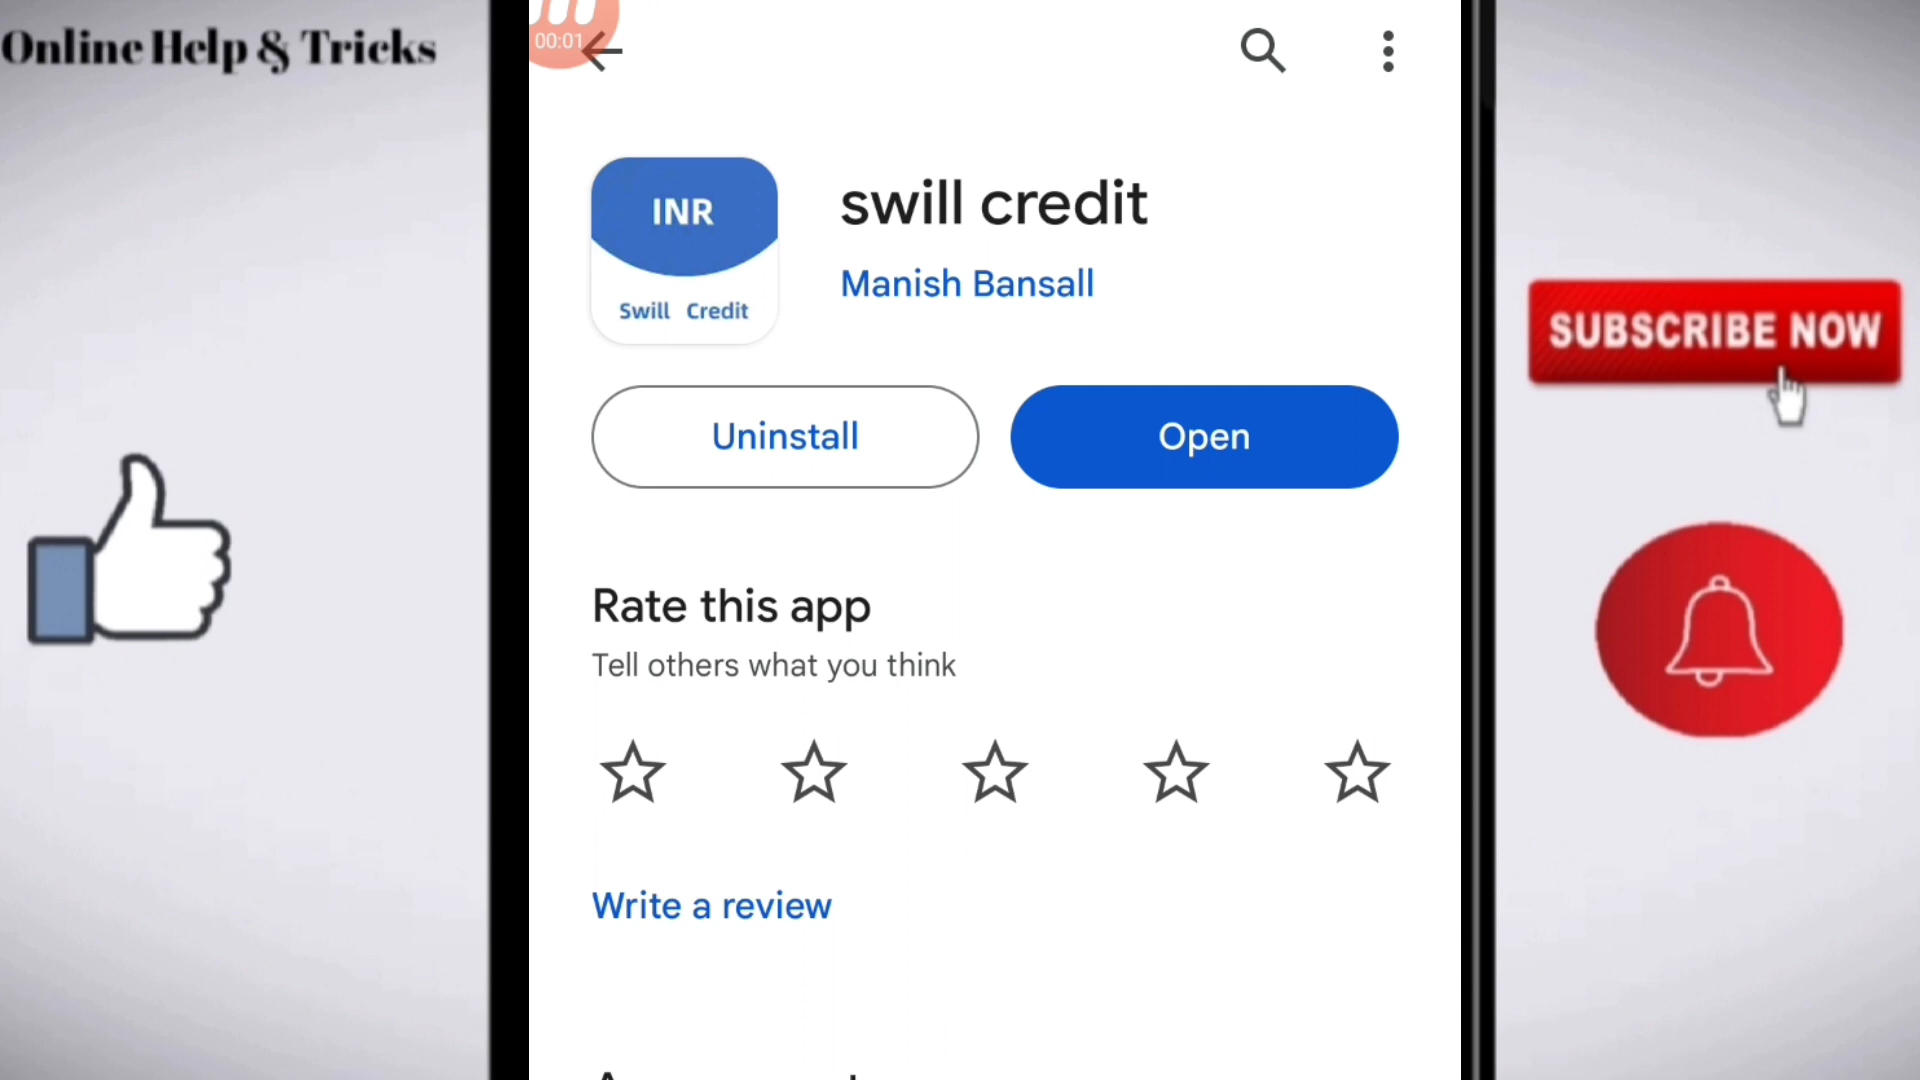 Online Help & Tricks
00:01
INR
Swill Credit
swill credit
Manish Bansall
Uninstall
Open
SUBSCRIBE NOW
Rate this app
Tell others what you think
Write a review